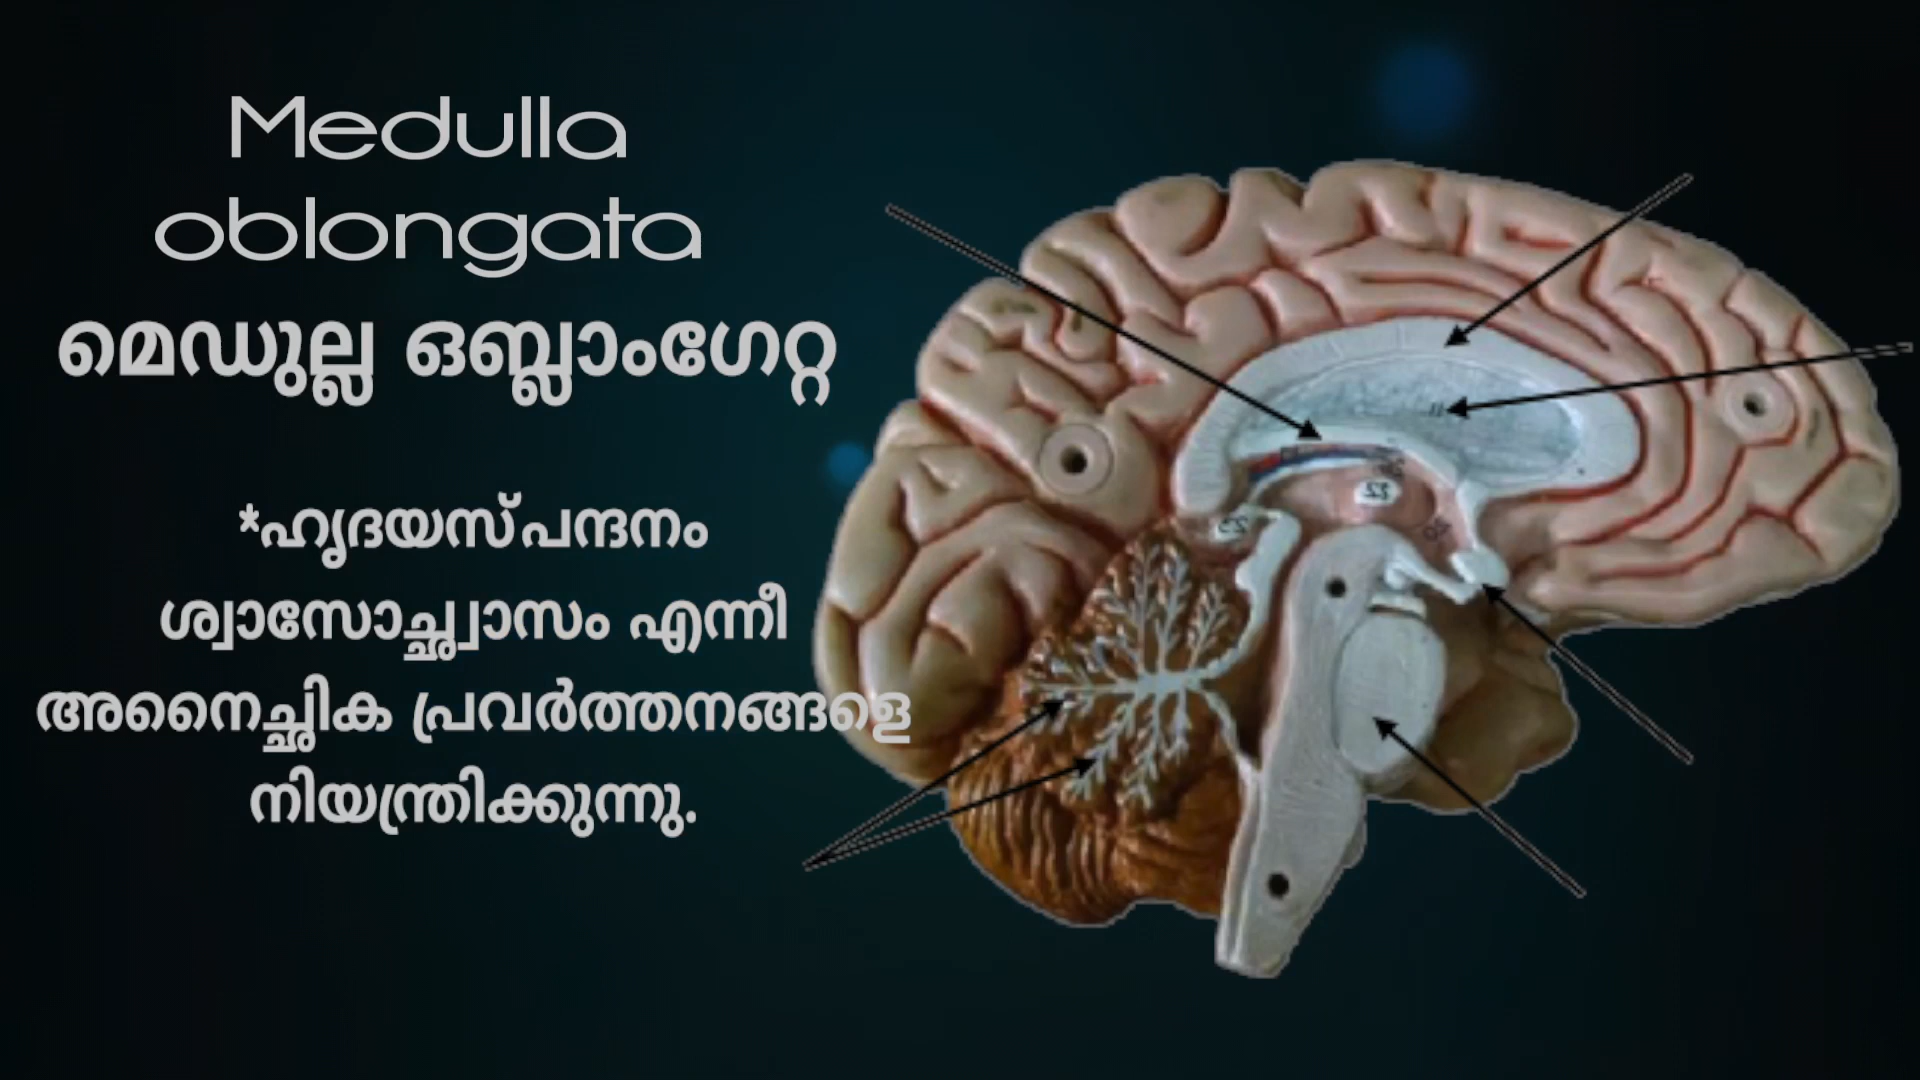 Medulla
oblongata
മെഡുല്ല ഒബ്ലാംഗേറ്റ
*ഹൃദയസ്പന്ദനം
ശ്വാസോച്ഛ്വാസം എന്നീ
അനൈച്ഛിക പ്രവർത്തനങ്ങളെ
നിയന്ത്രിക്കുന്നു.